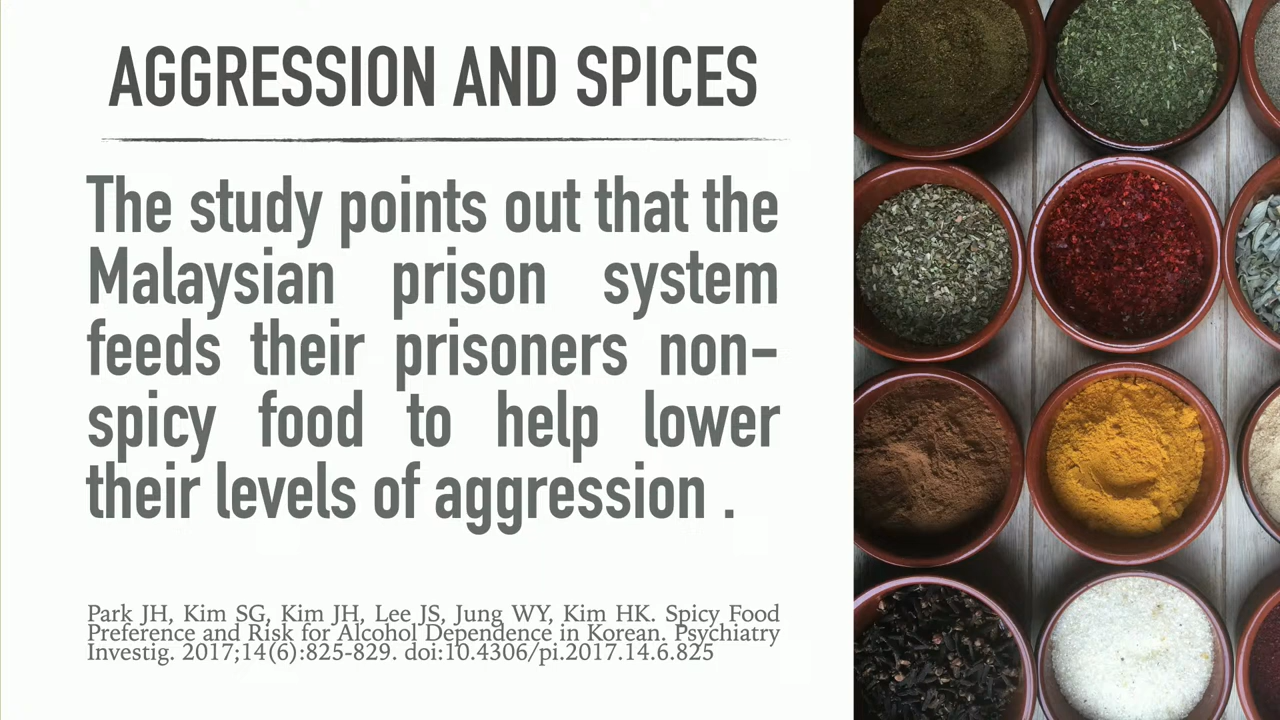 AGGRESSION AND SPICES
The study points out that the
Malaysian prison system
feeds their prisoners non-
spicy food to help lower
their levels of aggression .
Park JH, Kim SG, Kim JH, Lee JS, Jung WY, Kim HK. Spicy Food
Preference and Risk for Alcohol Dependence in Korean. Psychiatry
Investig. 2017;14(6):825-829. doi:10.4306/pi.2017.14.6.825